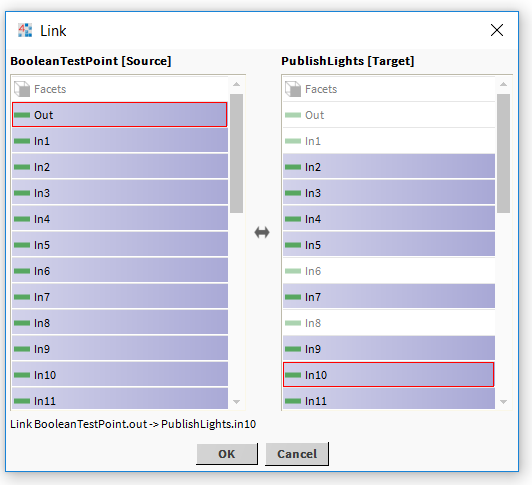 Link
BooleanTestPoint [Source]
Facets
Out
In1
In2
In3
In4
In5
In6
In7
In8
In9
In10
In11
PublishLights [Target]
Facets
Out
In1
In2
In3
In4
In5
In6
In7
In8
In9
In10
In11
Link BooleanTestPoint.out -> PublishLights.in10
OK
Cancel